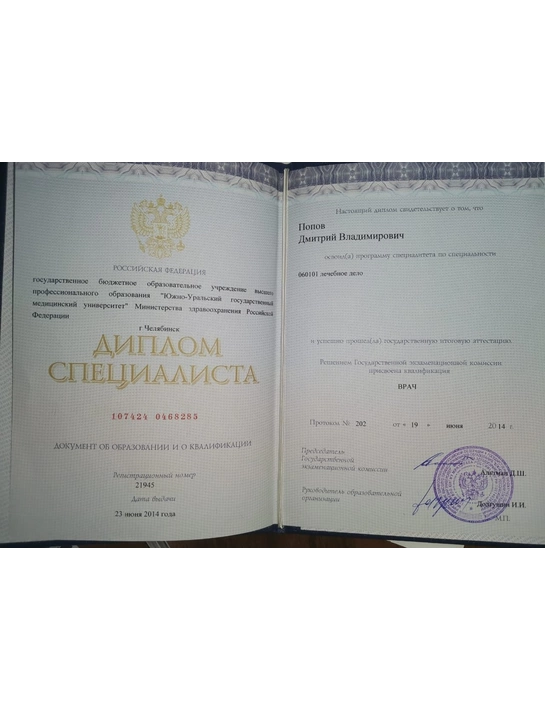 РОССИЙСКАЯ ФЕДЕРАЦИЯ
государственное бюджетное образовательное учреждение высшего
профессионального образования "Южно-Уральский государственный
медицинский университет" Министерства здравоохранения Российской
Федерации
г Челябинск
ДИПЛОМ
СПЕЦИАЛИСТА
107424 0468285
ДОКУМЕНТ ОБ ОБРАЗОВАНИИ И О КВАЛИФИКАЦИИ
Регистрационный номер
21945
Дата выдачи
23 июня 2014 года
Настоящий диплом свидетельствует о том, что
Попов
Дмитрий Владимирович
освоил(а) программу специалитета по специальности
060101 лечебное дело
и успешно прошел(ла) государственную итоговую аттестацию.
Решением Государственной экзаменационной комиссии
присвоена квалификация
ВРАЧ
Протокол № 202 от « 19 » июня 2014 г.
Председатель
Государственной
экзаменационной комиссии
Альтман Д.Ш.
Руководитель образовательной
организации
Долгушин И.И.
М.П.